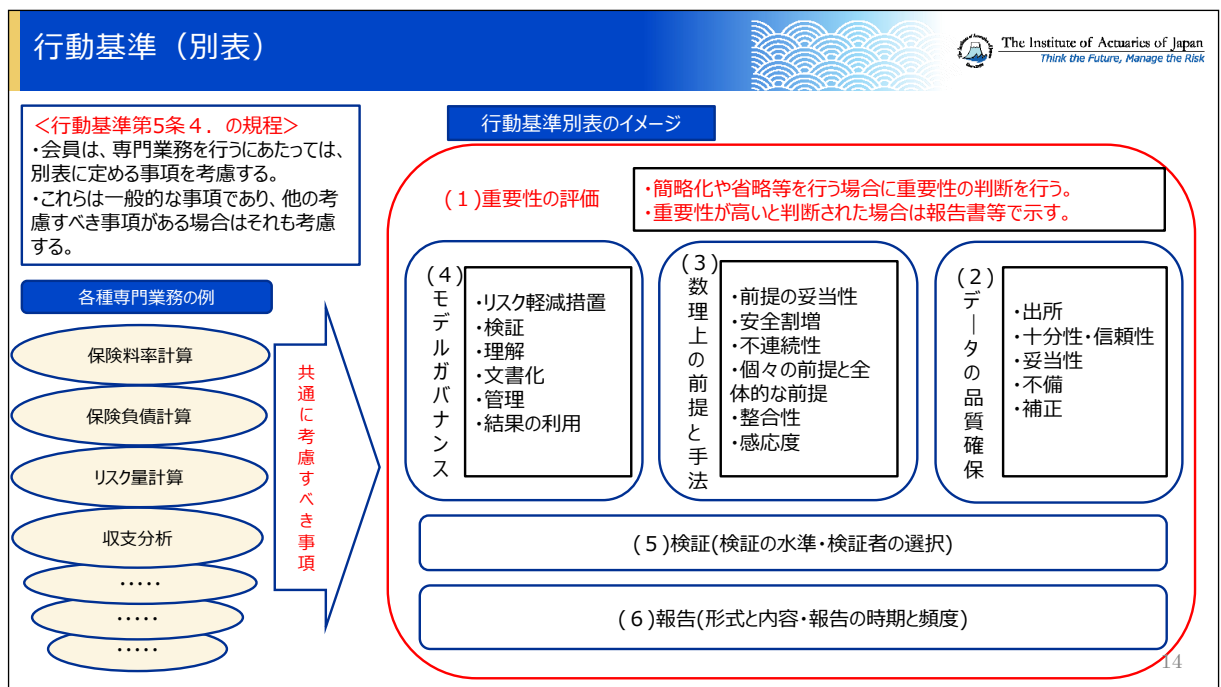 行動基準（別表）
The Institute of Actuaries of Japan
Think the Future, Manage the Risk
＜行動基準第5条４．の規程＞
・会員は、専門業務を行うにあたっては、
別表に定める事項を考慮する。
・これらは一般的な事項であり、他の考
慮すべき事項がある場合はそれも考慮
する。
各種専門業務の例
保険料率計算
保険負債計算
リスク量計算
収支分析
・・・・・
・・・・・
・・・・・
共通に考慮すべき事項
行動基準別表のイメージ
(１)重要性の評価
・簡略化や省略等を行う場合に重要性の判断を行う。
・重要性が高いと判断された場合は報告書等で示す。
(４)モデルガバナンス
・リスク軽減措置
・検証
・理解
・文書化
・管理
・結果の利用
(３)数理上の前提と手法
・前提の妥当性
・安全割増
・不連続性
・個々の前提と全
体的な前提
・整合性
・感応度
(２)データの品質確保
・出所
・十分性・信頼性
・妥当性
・不備
・補正
(５)検証(検証の水準・検証者の選択)
(６)報告(形式と内容・報告の時期と頻度)
14